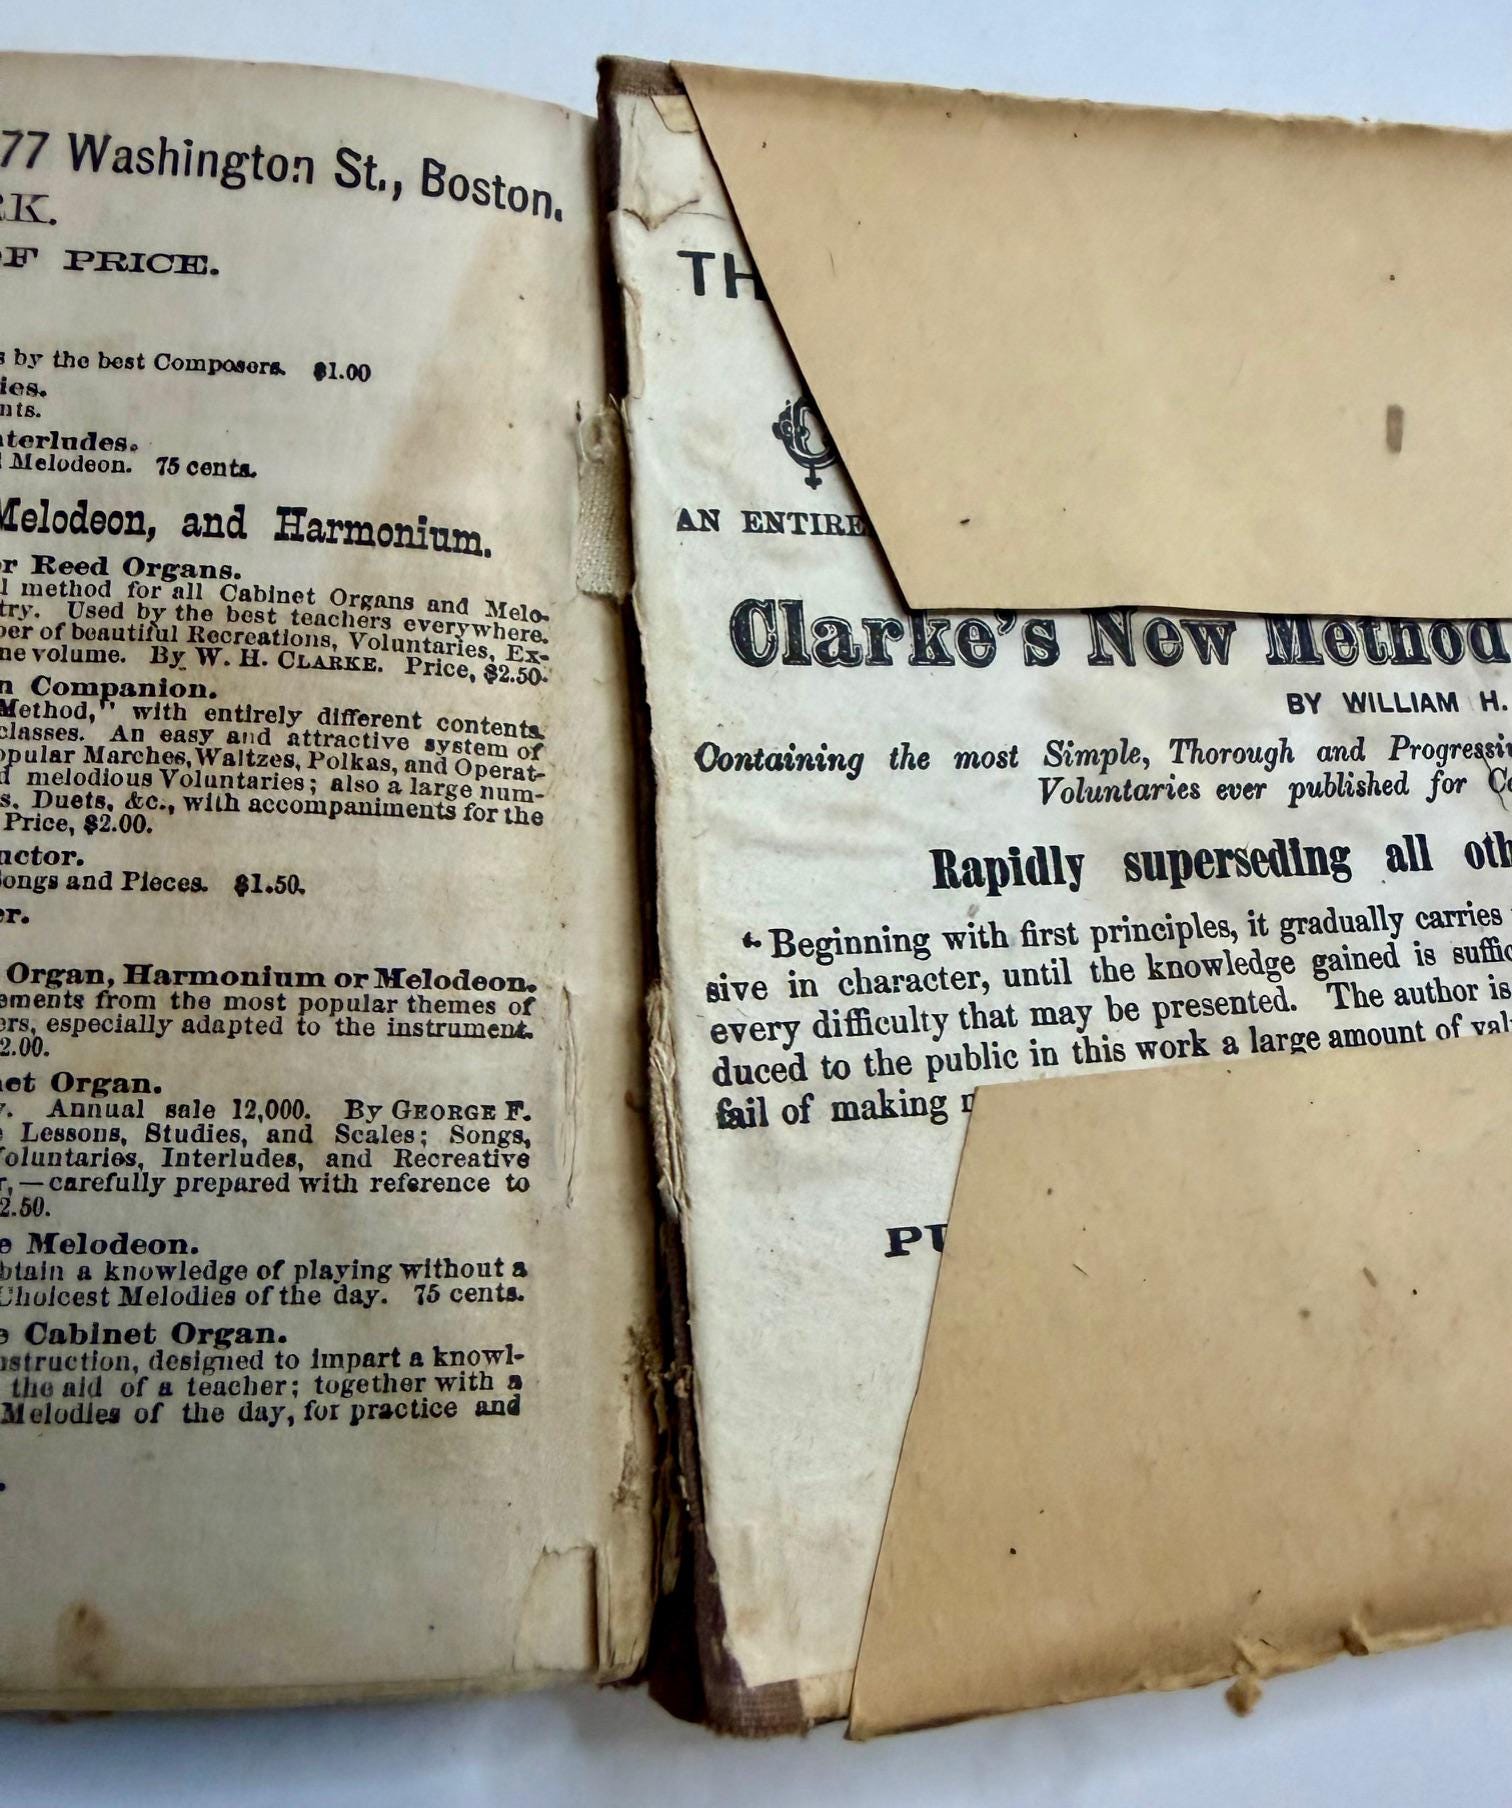 77 Washington St., Boston.
RK.
OF PRICE.
s by the best Composers. $1.00
ies.
nts.
nterludes.
Melodeon. 75 cents.
Melodeon, and Harmonium.
or Reed Organs.
l method for all Cabinet Organs and Melo-
try. Used by the best teachers everywhere.
ber of beautiful Recreations, Voluntaries, Ex-
ne volume. By W. H. CLARKE. Price, $2.50.
n Companion.
Method," with entirely different contents,
classes. An easy and attractive system of
opular Marches, Waltzes, Polkas, and Operat-
d melodious Voluntaries; also a large num-
s, Duets, &c., with accompaniments for the
Price, $2.00.
uctor.
Songs and Pieces. $1.50.
er.
Organ, Harmonium or Melodeon.
ements from the most popular themes of
ers, especially adapted to the instrument.
2.00.
net Organ.
y. Annual sale 12,000. By GEORGE F.
e Lessons, Studies, and Scales; Songs,
Voluntaries, Interludes, and Recreative
r,—carefully prepared with reference to
2.50.
e Melodeon.
btain a knowledge of playing without a
Choicest Melodies of the day. 75 cents.
e Cabinet Organ.
nstruction, designed to impart a knowl-
the aid of a teacher; together with a
Melodies of the day, for practice and
TH
AN ENTIRE
Clarke's New Method
BY WILLIAM H.
Containing the most Simple, Thorough and Progressiv
Voluntaries ever published for C
Rapidly superseding all oth
"Beginning with first principles, it gradually carries
sive in character, until the knowledge gained is suffic
every difficulty that may be presented. The author is
duced to the public in this work a large amount of val
fail of making
PU